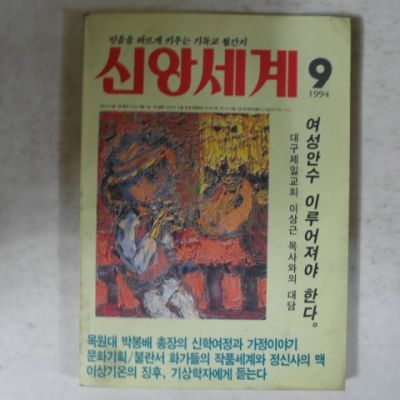 믿음을 바르게 키우는 기독교 월간지
신앙세계
9
1994
여성안수 이루어져야 한다。
대구제일교회 이상근 목사와의 대담
목원대 박봉배 총장의 신학여정과 가정이야기
문화기획/불란서 화가들의 작품세계와 정신사의 맥
이상기온의 징후, 기상학자에게 듣는다